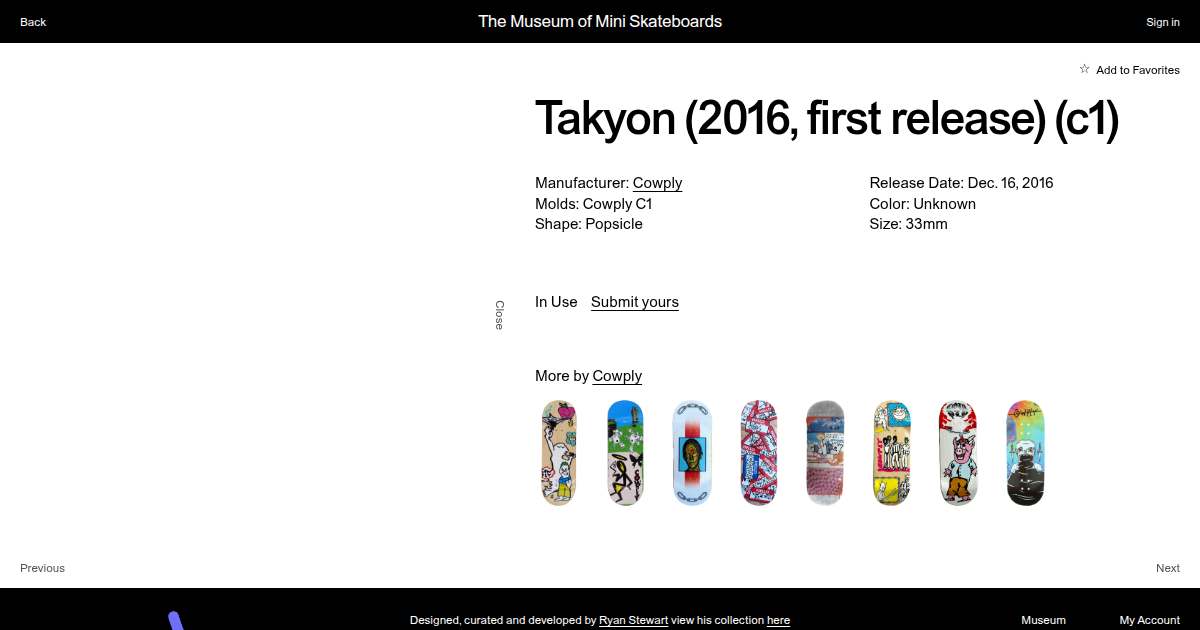 Back
The Museum of Mini Skateboards
Sign in
☆ Add to Favorites
Takyon (2016, first release) (c1)
Manufacturer: Cowply
Molds: Cowply C1
Shape: Popsicle
Release Date: Dec. 16, 2016
Color: Unknown
Size: 33mm
Close
In Use Submit yours
More by Cowply
Previous
Next
Designed, curated and developed by Ryan Stewart view his collection here
Museum
My Account